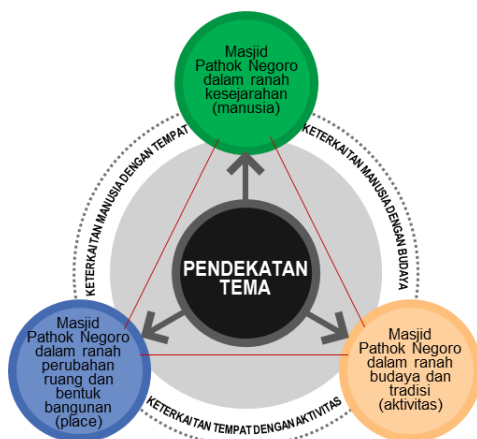 Masjid
Pathok Negoro
dalam ranah
kesejarahan
(manusia)
KETERKAITAN MANUSIA DENGAN TEMPAT
KETERKAITAN MANUSIA DENGAN BUDAYA
PENDEKATAN
TEMA
Masjid
Pathok Negoro
dalam ranah
perubahan
ruang dan
bentuk
bangunan
(place)
Masjid
Pathok Negoro
dalam ranah
budaya dan
tradisi
(aktivitas)
KETERKAITAN TEMPAT DENGAN AKTIVITAS